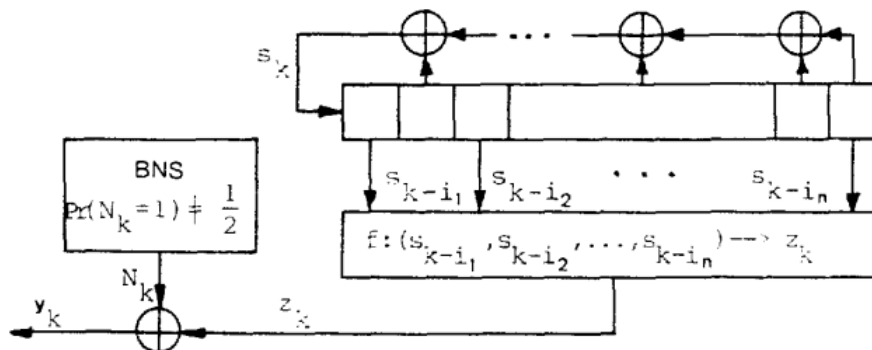 ...
s_k
BNS
Pr(N_k=1) ≠ 1/2
s_{k-i_1} s_{k-i_2} ... s_{k-i_n}
f:(s_{k-i_1},s_{k-i_2},...,s_{k-i_n})--> z_k
N_k
y_k
z_k